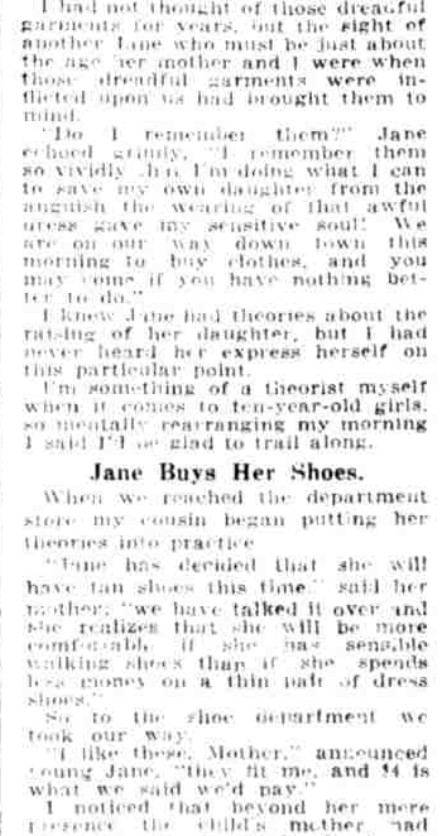 I had not thought of those dreadful
garments for years, but the sight of
another Jane who must be just about
the age her mother and I were when
those dreadful garments were in-
flicted upon us had brought them to
mind.
"Do I remember them?" Jane
echoed grimly, "I remember them
so vividly that I'm doing what I can
to save my own daughter from the
anguish the wearing of that awful
dress gave my sensitive soul! We
are on our way down town this
morning to buy clothes, and you
may come if you have nothing bet-
ter to do."
I knew Jane had theories about the
raising of her daughter, but I had
never heard her express herself on
this particular point.
I'm something of a theorist myself
when it comes to ten-year-old girls,
so mentally rearranging my morning
I said I'd be glad to trail along.
Jane Buys Her Shoes.
When we reached the department
store my cousin began putting her
theories into practice
"Jane has decided that she will
have tan shoes this time," said her
mother; "we have talked it over and
she realizes that she will be more
comfortable if she has sensible
walking shoes than if she spends
less money on a thin pair of dress
shoes."
So to the shoe department we
took our way.
"I like these, Mother," announced
young Jane, "they fit me, and $4 is
what we said we'd pay."
I noticed that beyond her mere
presence the child's mother had